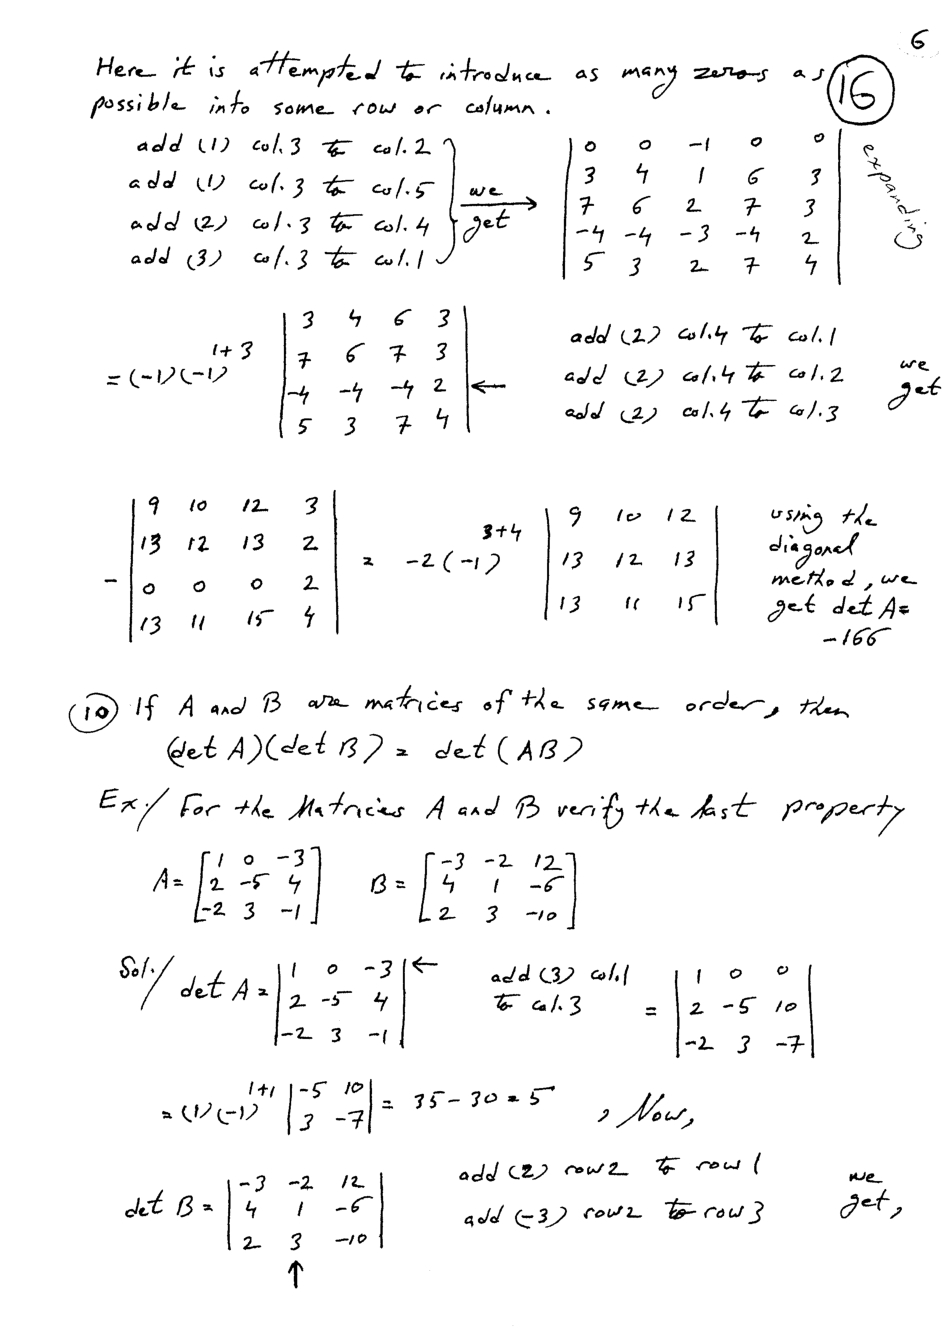 6
Here it is attempted to introduce as many zeros as (16)
possible into some row or column.
add (1) col.3 to col.2
add (1) col.3 to col.5
add (2) col.3 to col.4
add (3) col.3 to col.1
we get →
| 0 0 -1 0 0 |
| 3 4 1 6 3 |
| 7 6 2 7 3 |
| -4 -4 -3 -4 2 |
| 5 3 2 7 4 |
expanding
= (-1)(-1)^1+3
| 3 4 6 3 |
| 7 6 7 3 |
| -4 -4 -4 2 | ←
| 5 3 7 4 |
add (2) col.4 to col.1
add (2) col.4 to col.2
add (2) col.4 to col.3
we get
-
| 9 10 12 3 |
| 13 12 13 2 |
| 0 0 0 2 |
| 13 11 15 4 |
= -2(-1)^3+4
| 9 10 12 |
| 13 12 13 |
| 13 11 15 |
using the
diagonal
method, we
get det A=
-166
(10) If A and B are matrices of the same order, then
(det A)(det B) = det (AB)
Ex./ For the Matricies A and B verify the last property
A =
[ 1 0 -3 ]
[ 2 -5 4 ]
[ -2 3 -1 ]
B =
[ -3 -2 12 ]
[ 4 1 -6 ]
[ 2 3 -10 ]
Sol./ det A =
| 1 0 -3 | ←
| 2 -5 4 |
| -2 3 -1 |
add (3) col.1
to col.3
=
| 1 0 0 |
| 2 -5 10 |
| -2 3 -7 |
= (1)(-1)^1+1
| -5 10 |
| 3 -7 |
= 35 - 30 = 5 , Now,
det B =
| -3 -2 12 |
| 4 1 -6 |
| 2 3 -10 |
↑
add (2) row 2 to row 1
add (-3) row 2 to row 3
we get,